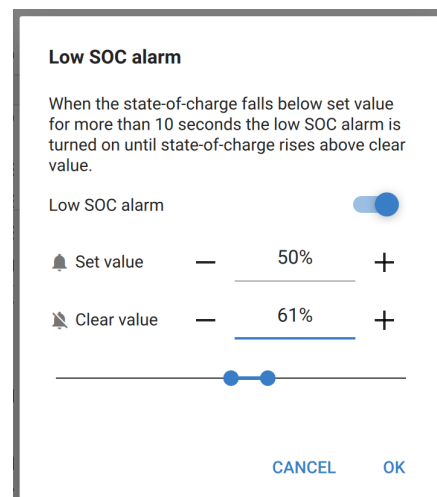 Low SOC alarm
When the state-of-charge falls below set value
for more than 10 seconds the low SOC alarm is
turned on until state-of-charge rises above clear
value.
Low SOC alarm
Set value — 50% +
Clear value — 61% +
CANCEL OK